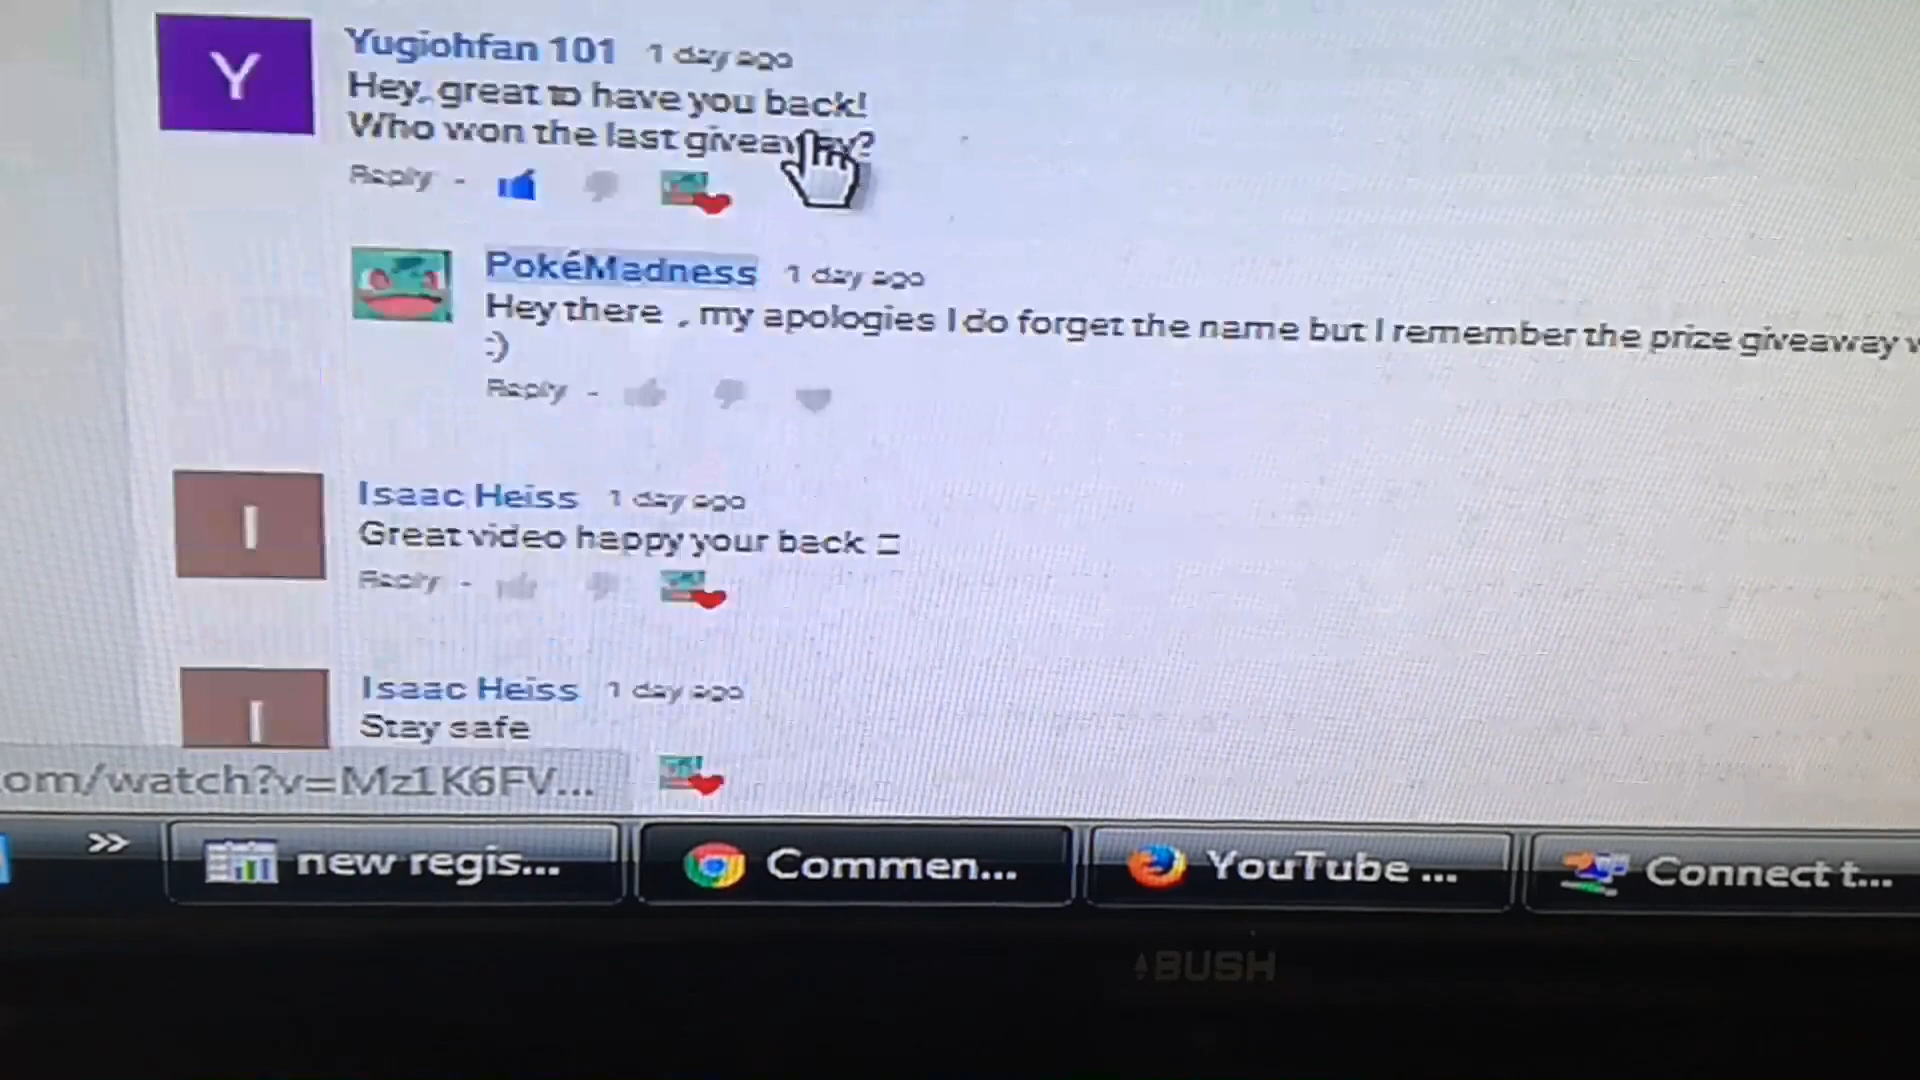 Y
Yugiohfan 101 1 day ago
Hey, great to have you back!
Who won the last giveaway?
Reply -
PokéMadness 1 day ago
Hey there , my apologies I do forget the name but I remember the prize giveaway
:)
Reply -
I
Isaac Heiss 1 day ago
Great video happy your back
Reply -
I
Isaac Heiss 1 day ago
Stay safe
om/watch?v=Mz1K6FV...
»
new regis...
Commen...
YouTube ...
Connect t...
BUSH